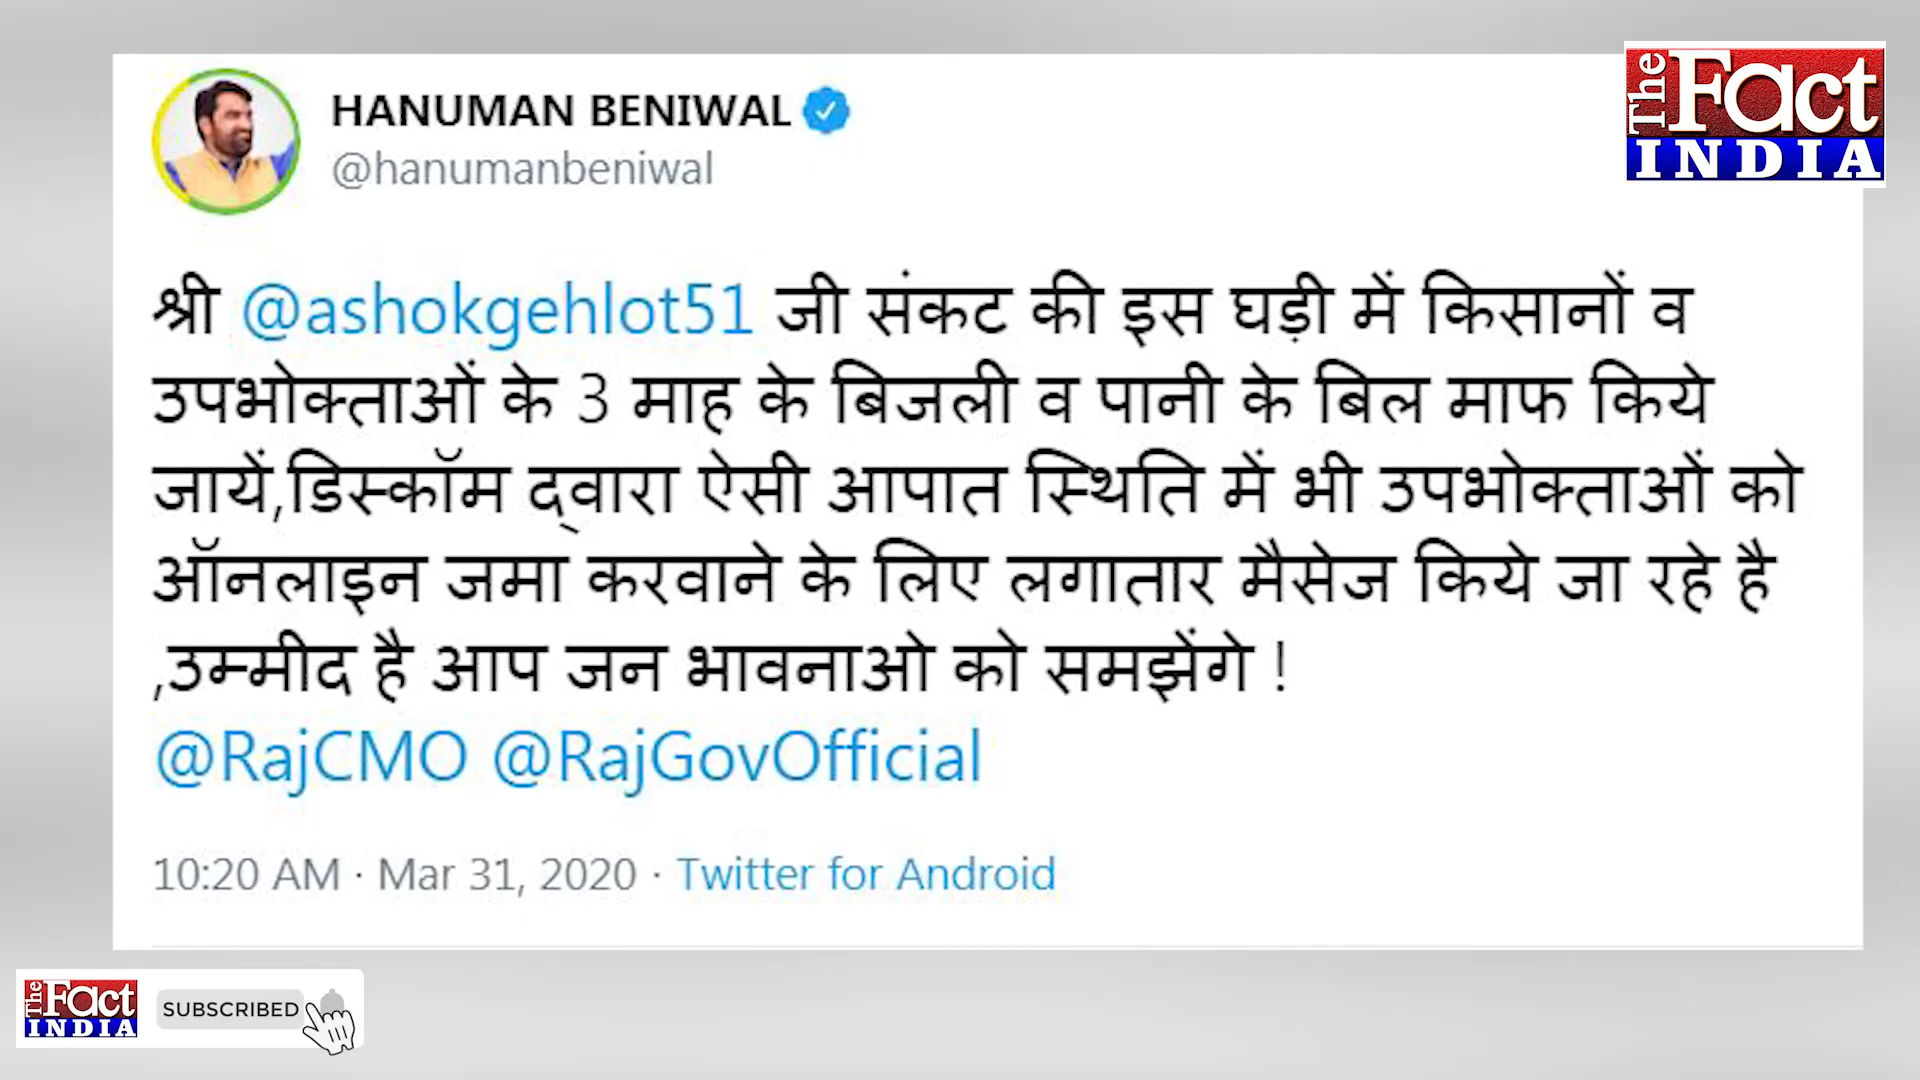 HANUMAN BENIWAL
@hanumanbeniwal
The Fact
INDIA
श्री @ashokgehlot51 जी संकट की इस घड़ी में किसानों व
उपभोक्ताओं के 3 माह के बिजली व पानी के बिल माफ किये
जायें,डिस्कॉम द्वारा ऐसी आपात स्थिति में भी उपभोक्ताओं को
ऑनलाइन जमा करवाने के लिए लगातार मैसेज किये जा रहे है
,उम्मीद है आप जन भावनाओ को समझेंगे !
@RajCMO @RajGovOfficial
10:20 AM · Mar 31, 2020 · Twitter for Android
The Fact
INDIA
SUBSCRIBED